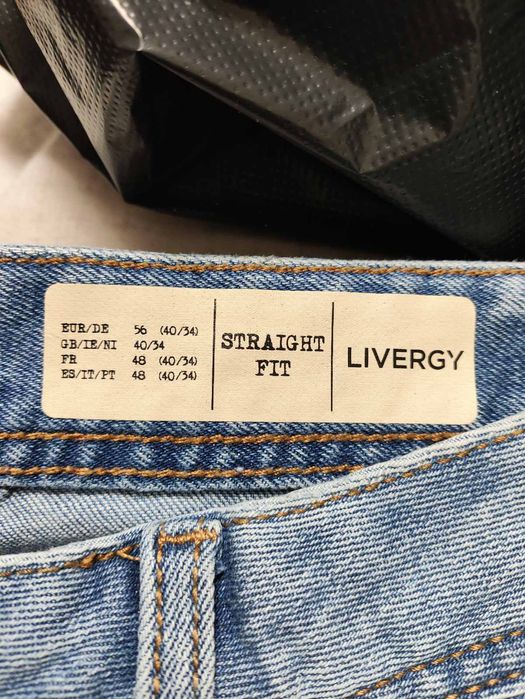 EUR/DE 56 (40/34)
GB/IE/NI 40/34
FR 48 (40/34)
ES/IT/PT 48 (40/34)
STRAIGHT
FIT
LIVERGY